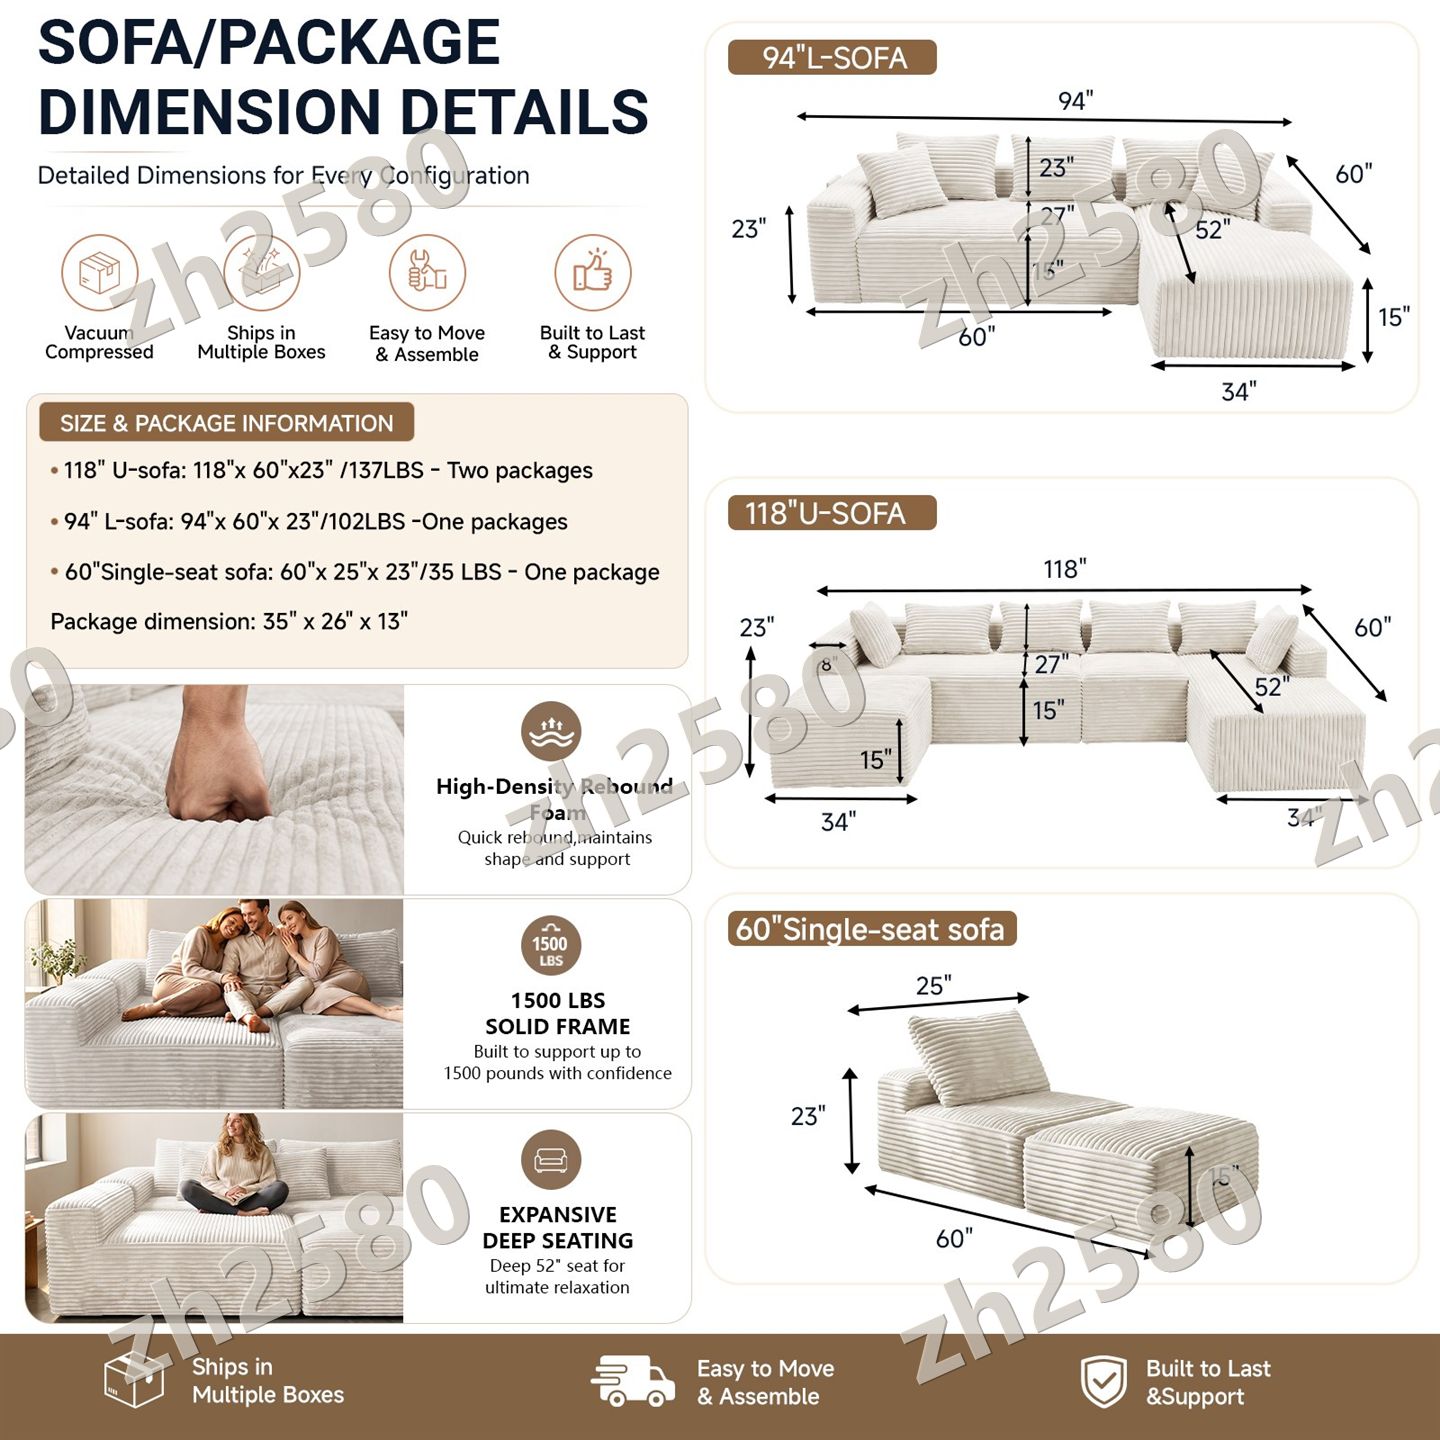 SOFA/PACKAGE
DIMENSION DETAILS
Detailed Dimensions for Every Configuration
Vacuum
Compressed
Ships in
Multiple Boxes
Easy to Move
& Assemble
Built to Last
& Support
SIZE & PACKAGE INFORMATION
• 118" U-sofa: 118"x 60"x23" /137LBS - Two packages
• 94" L-sofa: 94"x 60"x 23"/102LBS -One packages
• 60"Single-seat sofa: 60"x 25"x 23"/35 LBS - One package
Package dimension: 35" x 26" x 13"
High-Density Rebound
Foam
Quick rebound,maintains
shape and support
1500
LBS
1500 LBS
SOLID FRAME
Built to support up to
1500 pounds with confidence
EXPANSIVE
DEEP SEATING
Deep 52" seat for
ultimate relaxation
94"L-SOFA
94"
23"
60"
23"
27"
52"
15"
15"
60"
34"
118"U-SOFA
118"
23"
60"
8"
27"
52"
15"
15"
34"
34"
60"Single-seat sofa
25"
23"
15"
60"
Ships in
Multiple Boxes
Easy to Move
& Assemble
Built to Last
&Support
zh2580
zh2580
zh2580
zh2580
zh2580